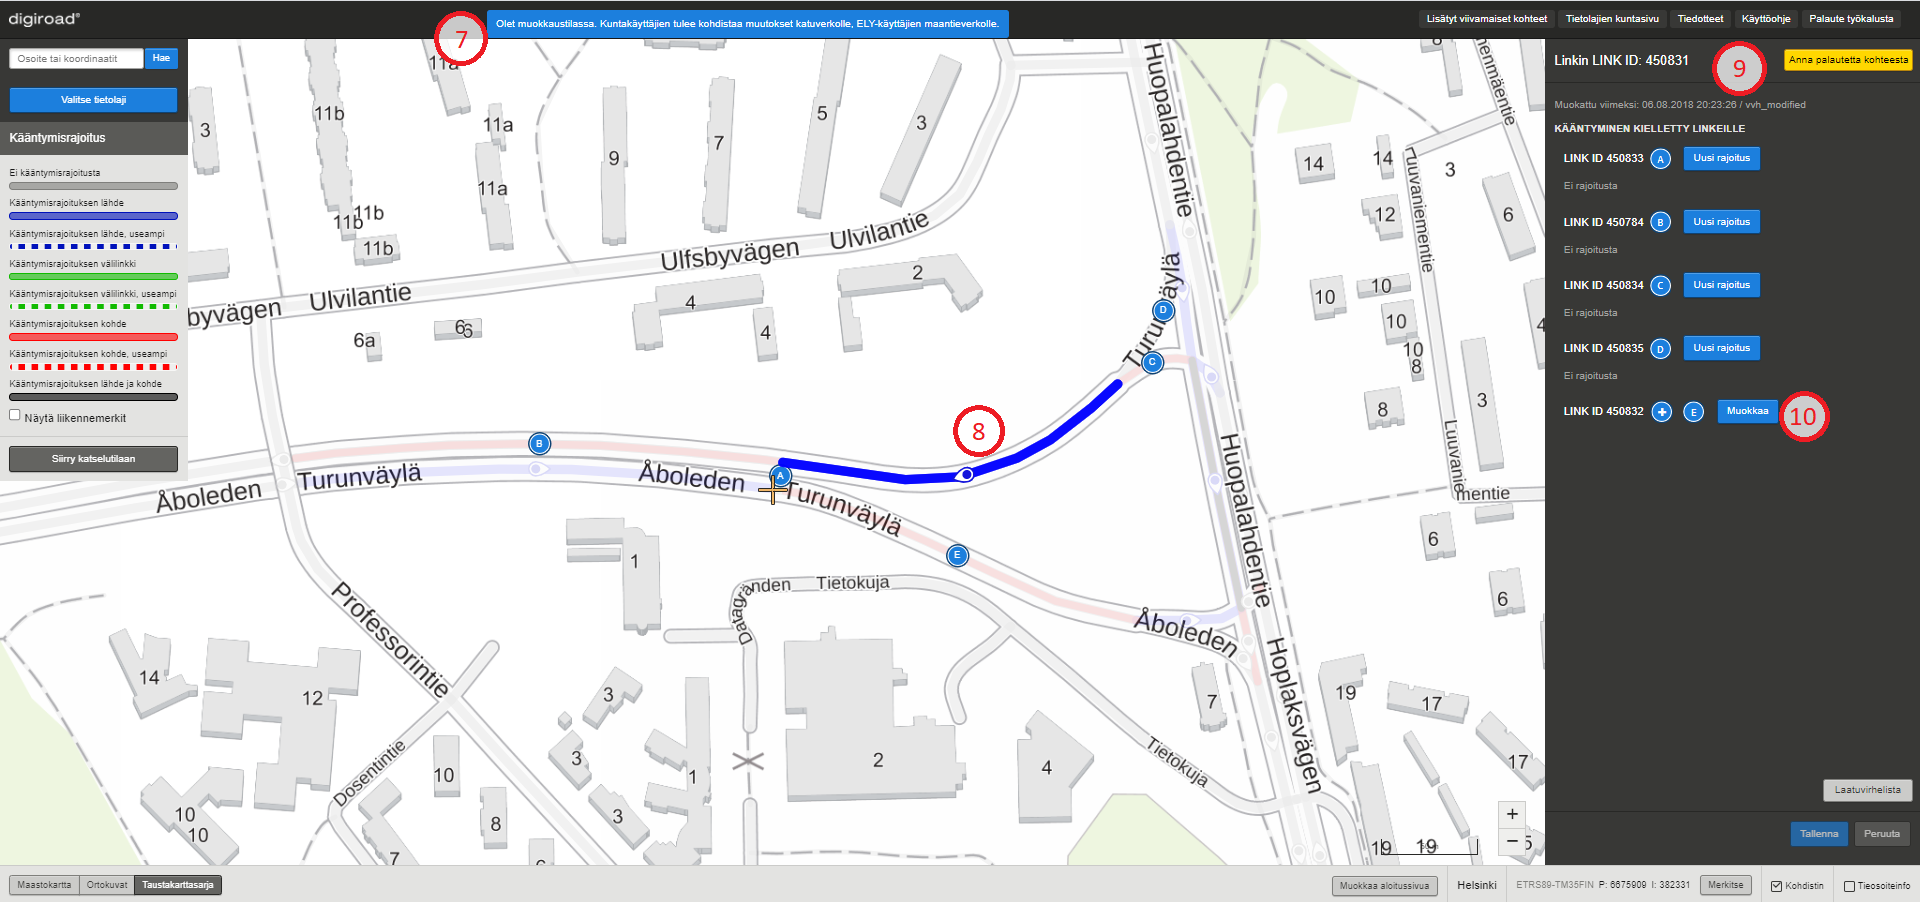 digiroad
7
Olet muokkaustilassa. Kuntakäyttäjien tulee kohdistaa muutokset katuverkolle, ELY-käyttäjien maantieverkolle.
Lisätyt viivamaiset kohteet
Tietolajien kuntasivu
Tiedotteet
Käyttöohje
Palaute työkalusta
Osoite tai koordinaatit
Hae
Valitse tietolaji
Kääntymisrajoitus
Ei kääntymisrajoitusta
Kääntymisrajoituksen lähde
Kääntymisrajoituksen lähde, useampi
Kääntymisrajoituksen välilinkki
Kääntymisrajoituksen välilinkki, useampi
Kääntymisrajoituksen kohde
Kääntymisrajoituksen kohde, useampi
Kääntymisrajoituksen lähde ja kohde
Näytä liikennemerkit
Siirry katselutilaan
3
11b
11a
11a
11a
11b
11b
11b
9
7
5
3
Ulfsbyvägen
Ulvilantie
byvägen
Ulvilantie
6a
6
6
4
4
2
Huopalahdentie
Turunväylä
D
C
B
A
E
8
Åboleden
Turunväylä
Åboleden
Turunväylä
Åboleden
Huopalahdentie
Hoplaksvägen
14
14
3
12
6
10
10
10
10
8
8
3
4
Luuvaniementie
Luuvanie
mentie
6
6
Professorintie
Dosentintie
Datagränden
Tietokuja
Tietokuja
1
14
12
10
10
10
8
7
3
3
3
1
2
4
7
19
17
17
19
19
5
6
Linkin LINK ID: 450831
9
Anna palautetta kohteesta
Muokattu viimeksi: 06.08.2018 20:23:26 / vvh_modified
KÄÄNTYMINEN KIELLETTY LINKEILLE
LINK ID 450833 A Uusi rajoitus
Ei rajoitusta
LINK ID 450784 B Uusi rajoitus
Ei rajoitusta
LINK ID 450834 C Uusi rajoitus
Ei rajoitusta
LINK ID 450835 D Uusi rajoitus
Ei rajoitusta
LINK ID 450832 + E Muokkaa
10
Laatuvirhelista
Tallenna
Peruuta
+
−
Maastokartta
Ortokuvat
Taustakarttasarja
Muokkaa aloitussivua
Helsinki
ETRS89-TM35FIN P: 6675909 I: 382331
Merkitse
Kohdistin
Tieosoiteinfo